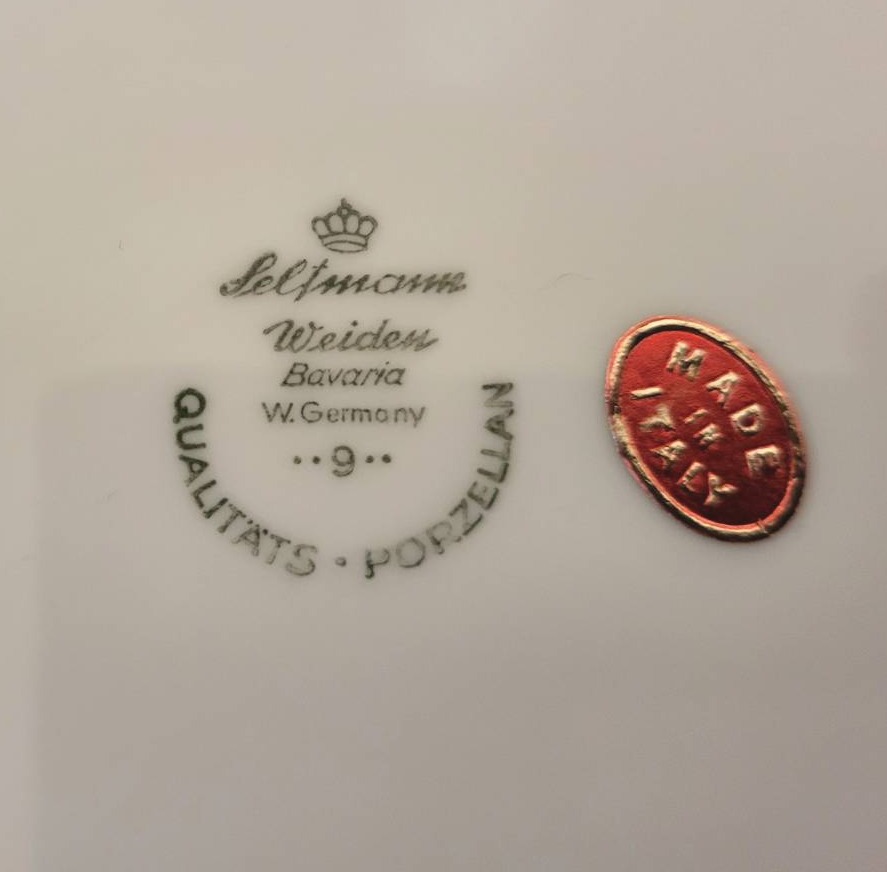 Seltmann
Weiden
Bavaria
W. Germany
··9··
QUALITÄTS · PORZELLAN
MADE
IN
ITALY